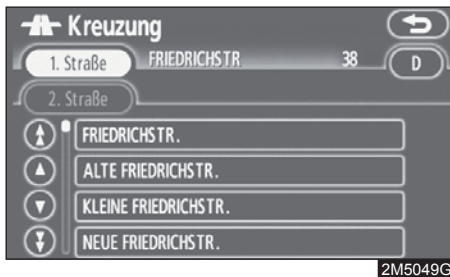 Kreuzung
1. Straße FRIEDRICHSTR 38 D
2. Straße
FRIEDRICHSTR.
ALTE FRIEDRICHSTR.
KLEINE FRIEDRICHSTR.
NEUE FRIEDRICHSTR.
2M5049G